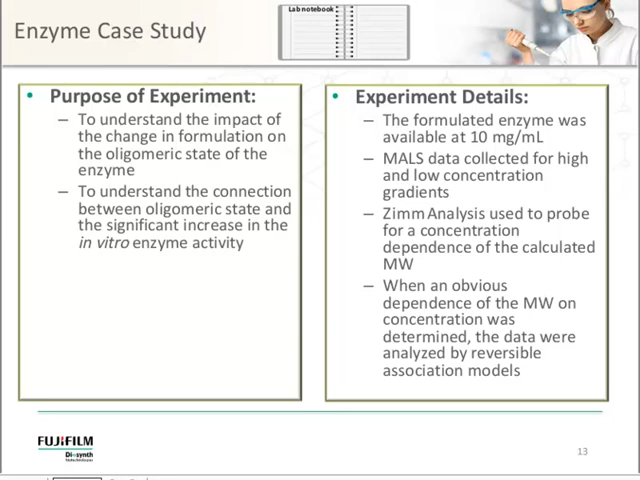 Enzyme Case Study
Lab notebook
• Purpose of Experiment:
– To understand the impact of
the change in formulation on
the oligomeric state of the
enzyme
– To understand the connection
between oligomeric state and
the significant increase in the
in vitro enzyme activity
• Experiment Details:
– The formulated enzyme was
available at 10 mg/mL
– MALS data collected for high
and low concentration
gradients
– Zimm Analysis used to probe
for a concentration
dependence of the calculated
MW
– When an obvious
dependence of the MW on
concentration was
determined, the data were
analyzed by reversible
association models
FUJIFILM
Diosynth
13